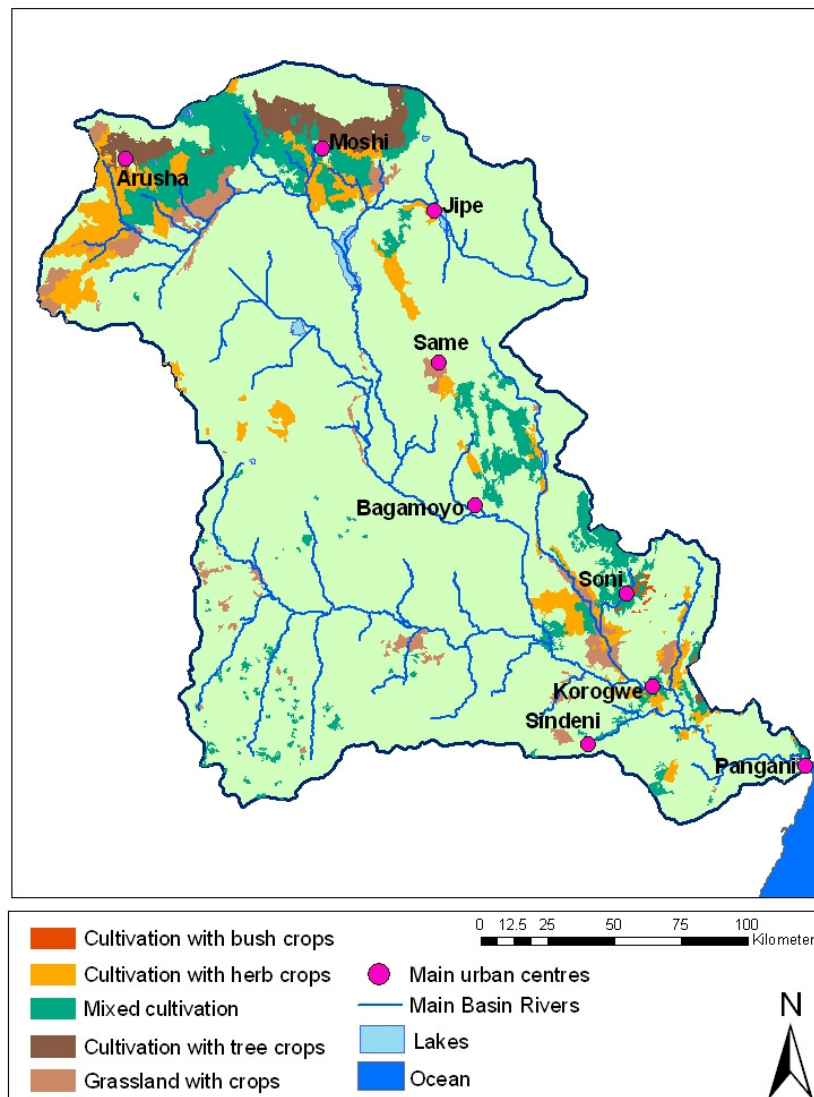 Moshi
Arusha
Jipe
Same
Bagamoyo
Soni
Korogwe
Sindeni
Pangani
0 12.5 25 50 75 100
Kilometer
Cultivation with bush crops
Cultivation with herb crops
Mixed cultivation
Cultivation with tree crops
Grassland with crops
Main urban centres
Main Basin Rivers
Lakes
Ocean
N